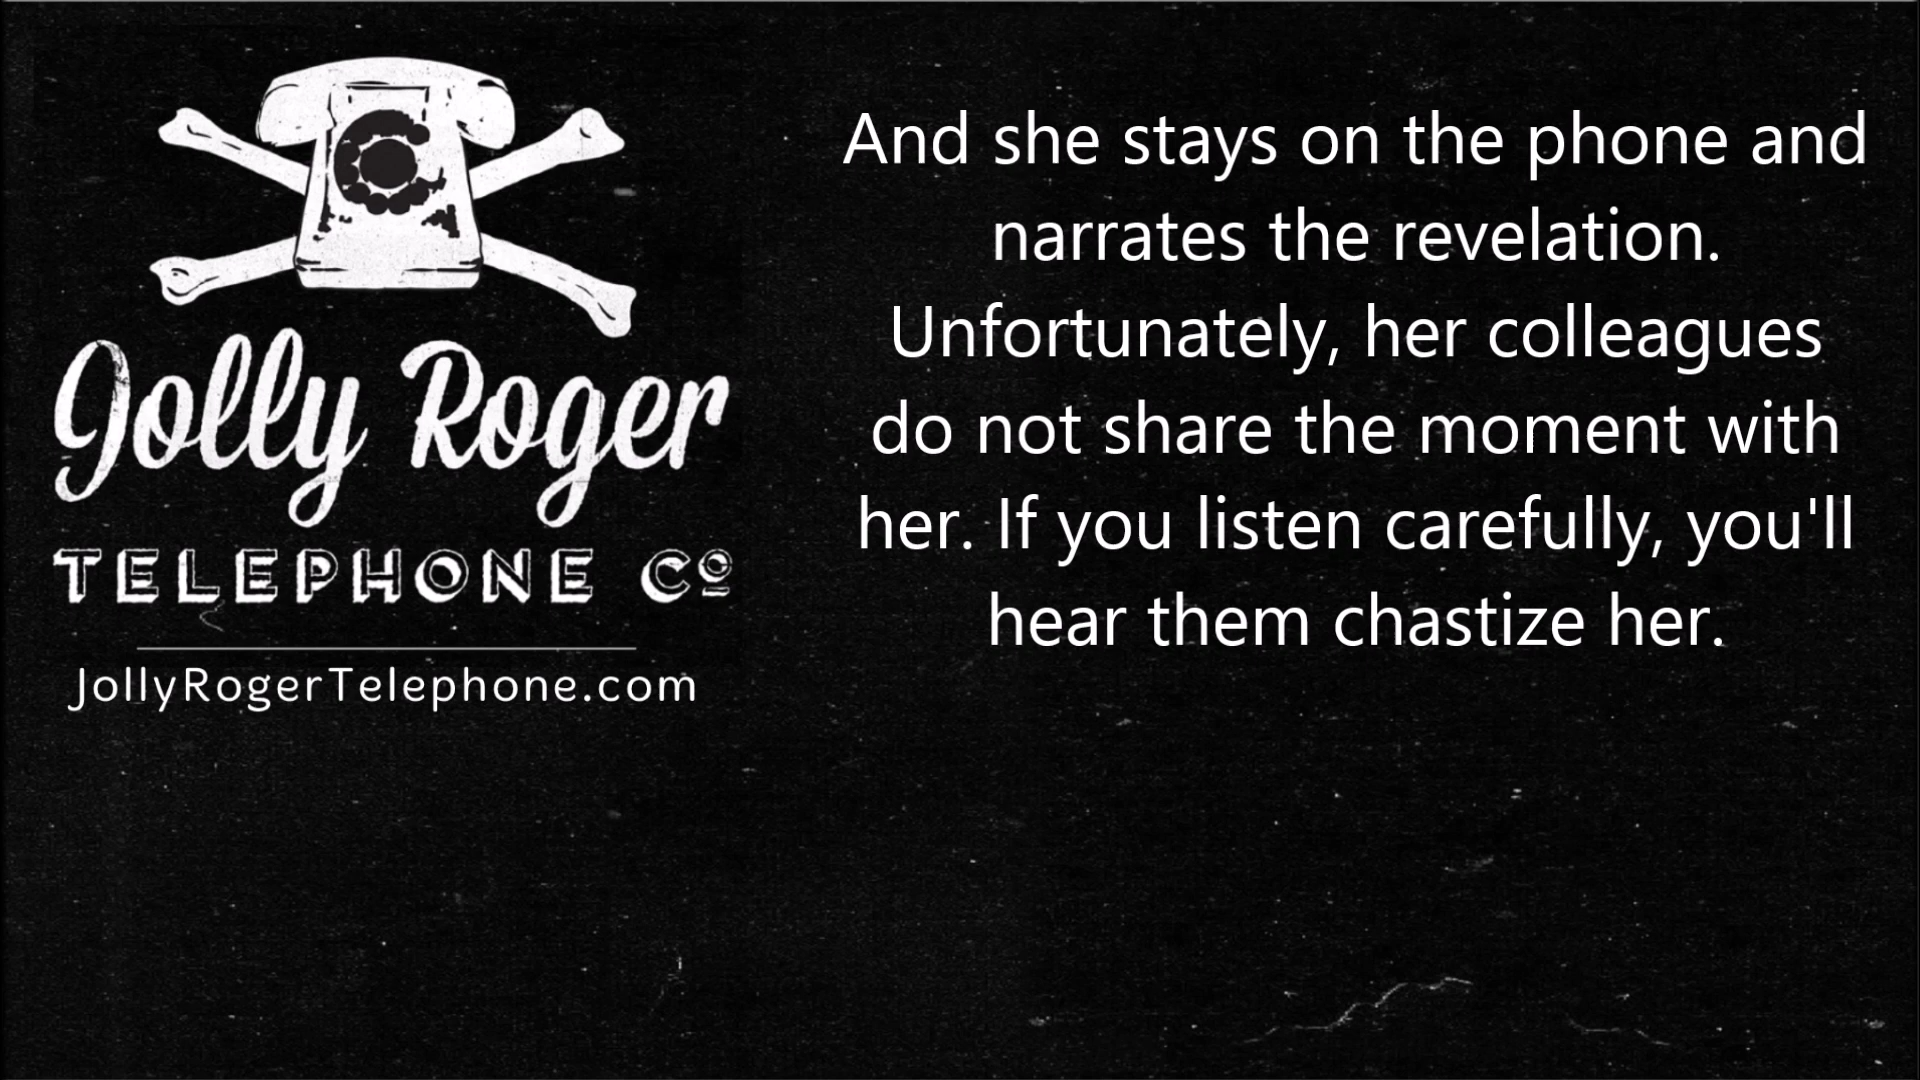 Jolly Roger
TELEPHONE Cº
JollyRogerTelephone.com
And she stays on the phone and
narrates the revelation.
Unfortunately, her colleagues
do not share the moment with
her. If you listen carefully, you'll
hear them chastize her.